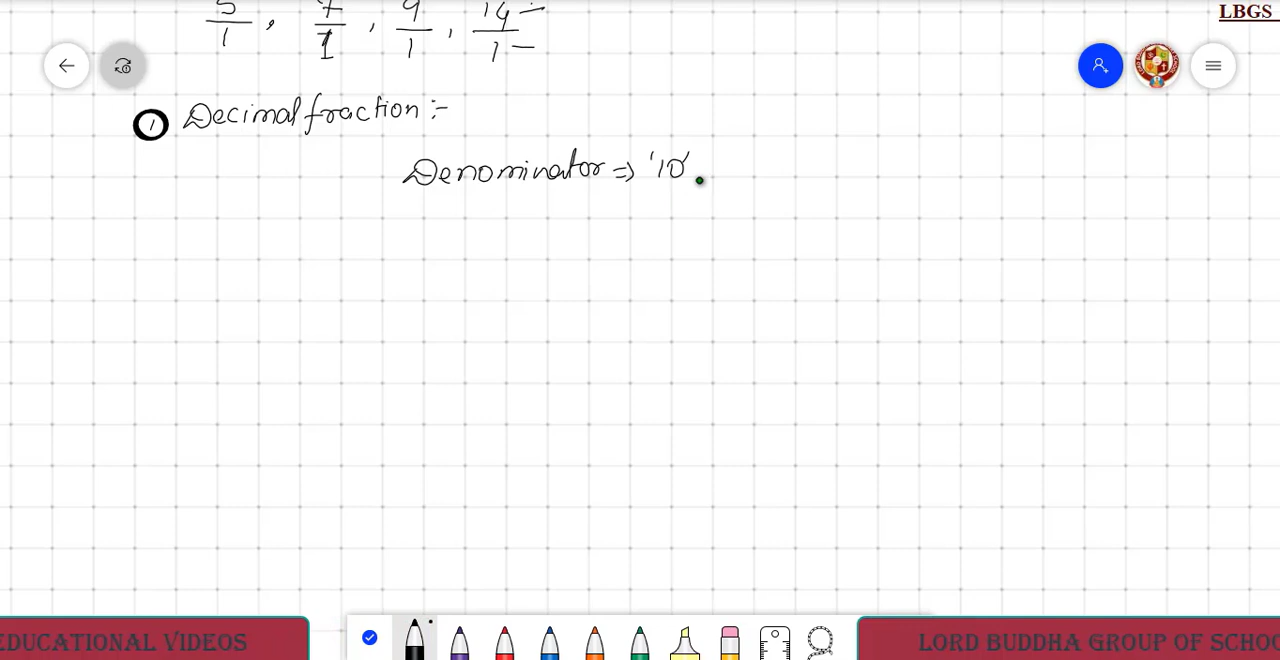 LBGS
5/1 , 7/1 , 9/1 , 14/1
1 Decimal fraction :-
Denominator => '10'
EDUCATIONAL VIDEOS
LORD BUDDHA GROUP OF SCHO